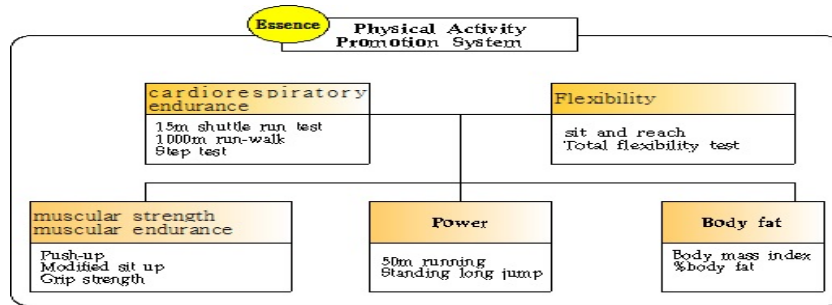 Essence
Physical Activity
Promotion System
cardiorespiratory
endurance
15m shuttle run test
1000m run-walk
Step test
Flexibility
sit and reach
Total flexibility test
muscular strength
muscular endurance
Push-up
Modified sit up
Grip strength
Power
50m running
Standing long jump
Body fat
Body mass index
%body fat